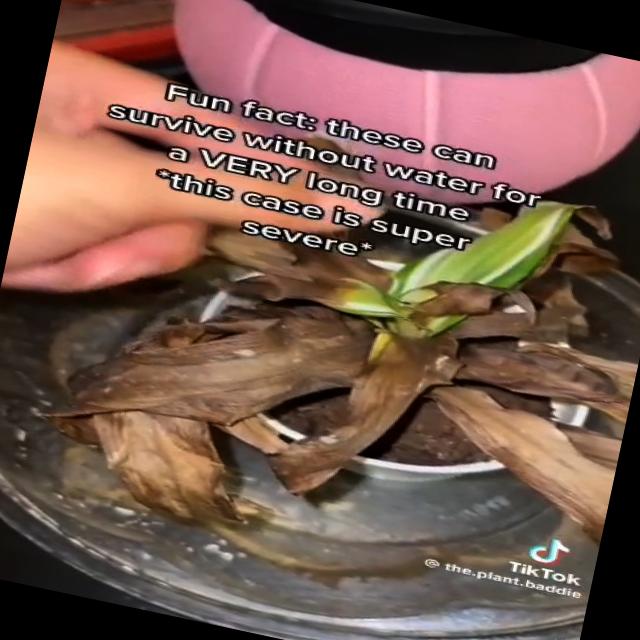 Fun fact: these can
survive without water for
a VERY long time
*this case is super
severe*
TikTok
@ the.plant.baddie